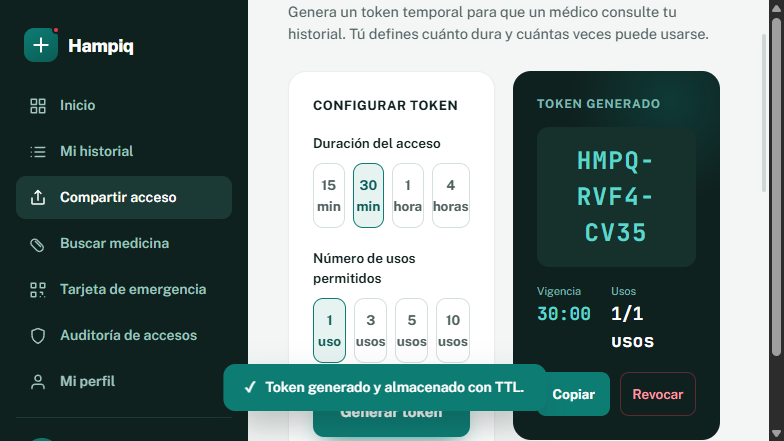 Hampiq
Inicio
Mi historial
Compartir acceso
Buscar medicina
Tarjeta de emergencia
Auditoría de accesos
Mi perfil
Genera un token temporal para que un médico consulte tu
historial. Tú defines cuánto dura y cuántas veces puede usarse.
CONFIGURAR TOKEN
Duración del acceso
15 min
30 min
1 hora
4 horas
Número de usos
permitidos
1 uso
3 usos
5 usos
10 usos
Generar token
TOKEN GENERADO
HMPQ-
RVF4-
CV35
Vigencia
30:00
Usos
1/1
usos
Copiar
Revocar
✓ Token generado y almacenado con TTL.